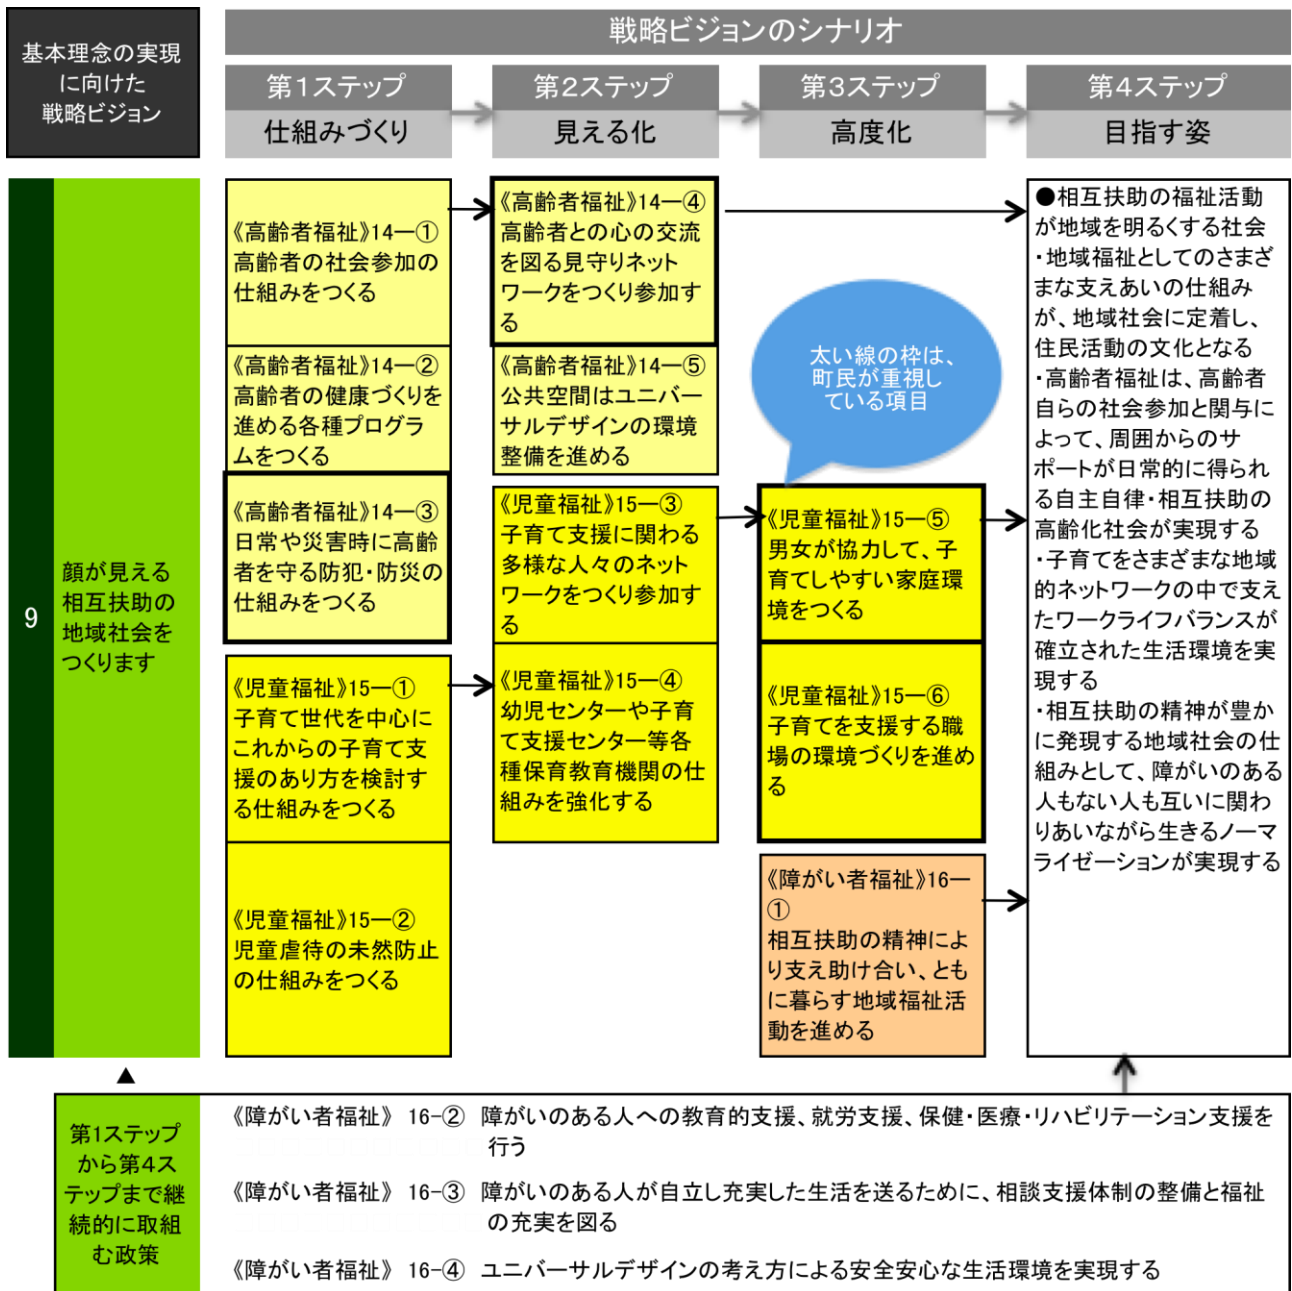 基本理念の実現
に向けた
戦略ビジョン
戦略ビジョンのシナリオ
第1ステップ
仕組みづくり
第2ステップ
見える化
第3ステップ
高度化
第4ステップ
目指す姿
9
顔が見える
相互扶助の
地域社会を
つくります
《高齢者福祉》14―①
高齢者の社会参加の
仕組みをつくる
《高齢者福祉》14―②
高齢者の健康づくりを
進める各種プログラ
ムをつくる
《高齢者福祉》14―③
日常や災害時に高齢
者を守る防犯・防災の
仕組みをつくる
《児童福祉》15―①
子育て世代を中心に
これからの子育て支
援のあり方を検討す
る仕組みをつくる
《児童福祉》15―②
児童虐待の未然防止
の仕組みをつくる
《高齢者福祉》14―④
高齢者との心の交流
を図る見守りネット
ワークをつくり参加す
る
《高齢者福祉》14―⑤
公共空間はユニバー
サルデザインの環境
整備を進める
《児童福祉》15―③
子育て支援に関わる
多様な人々のネット
ワークをつくり参加す
る
《児童福祉》15―④
幼児センターや子育
て支援センター等各
種保育教育機関の仕
組みを強化する
太い線の枠は、
町民が重視し
ている項目
《児童福祉》15―⑤
男女が協力して、子
育てしやすい家庭環
境をつくる
《児童福祉》15―⑥
子育てを支援する職
場の環境づくりを進め
る
《障がい者福祉》16―
①
相互扶助の精神によ
り支え助け合い、とも
に暮らす地域福祉活
動を進める
●相互扶助の福祉活動
が地域を明るくする社会
・地域福祉としてのさまざ
まな支えあいの仕組み
が、地域社会に定着し、
住民活動の文化となる
・高齢者福祉は、高齢者
自らの社会参加と関与に
よって、周囲からのサ
ポートが日常的に得られ
る自主自律・相互扶助の
高齢化社会が実現する
・子育てをさまざまな地域
的ネットワークの中で支え
たワークライフバランスが
確立された生活環境を実
現する
・相互扶助の精神が豊か
に発現する地域社会の仕
組みとして、障がいのある
人もない人も互いに関わ
りあいながら生きるノーマ
ライゼーションが実現する
▲
第1ステップ
から第4ス
テップまで継
続的に取組
む政策
《障がい者福祉》 16-② 障がいのある人への教育的支援、就労支援、保健・医療・リハビリテーション支援を
行う
《障がい者福祉》 16-③ 障がいのある人が自立し充実した生活を送るために、相談支援体制の整備と福祉
の充実を図る
《障がい者福祉》 16-④ ユニバーサルデザインの考え方による安全安心な生活環境を実現する